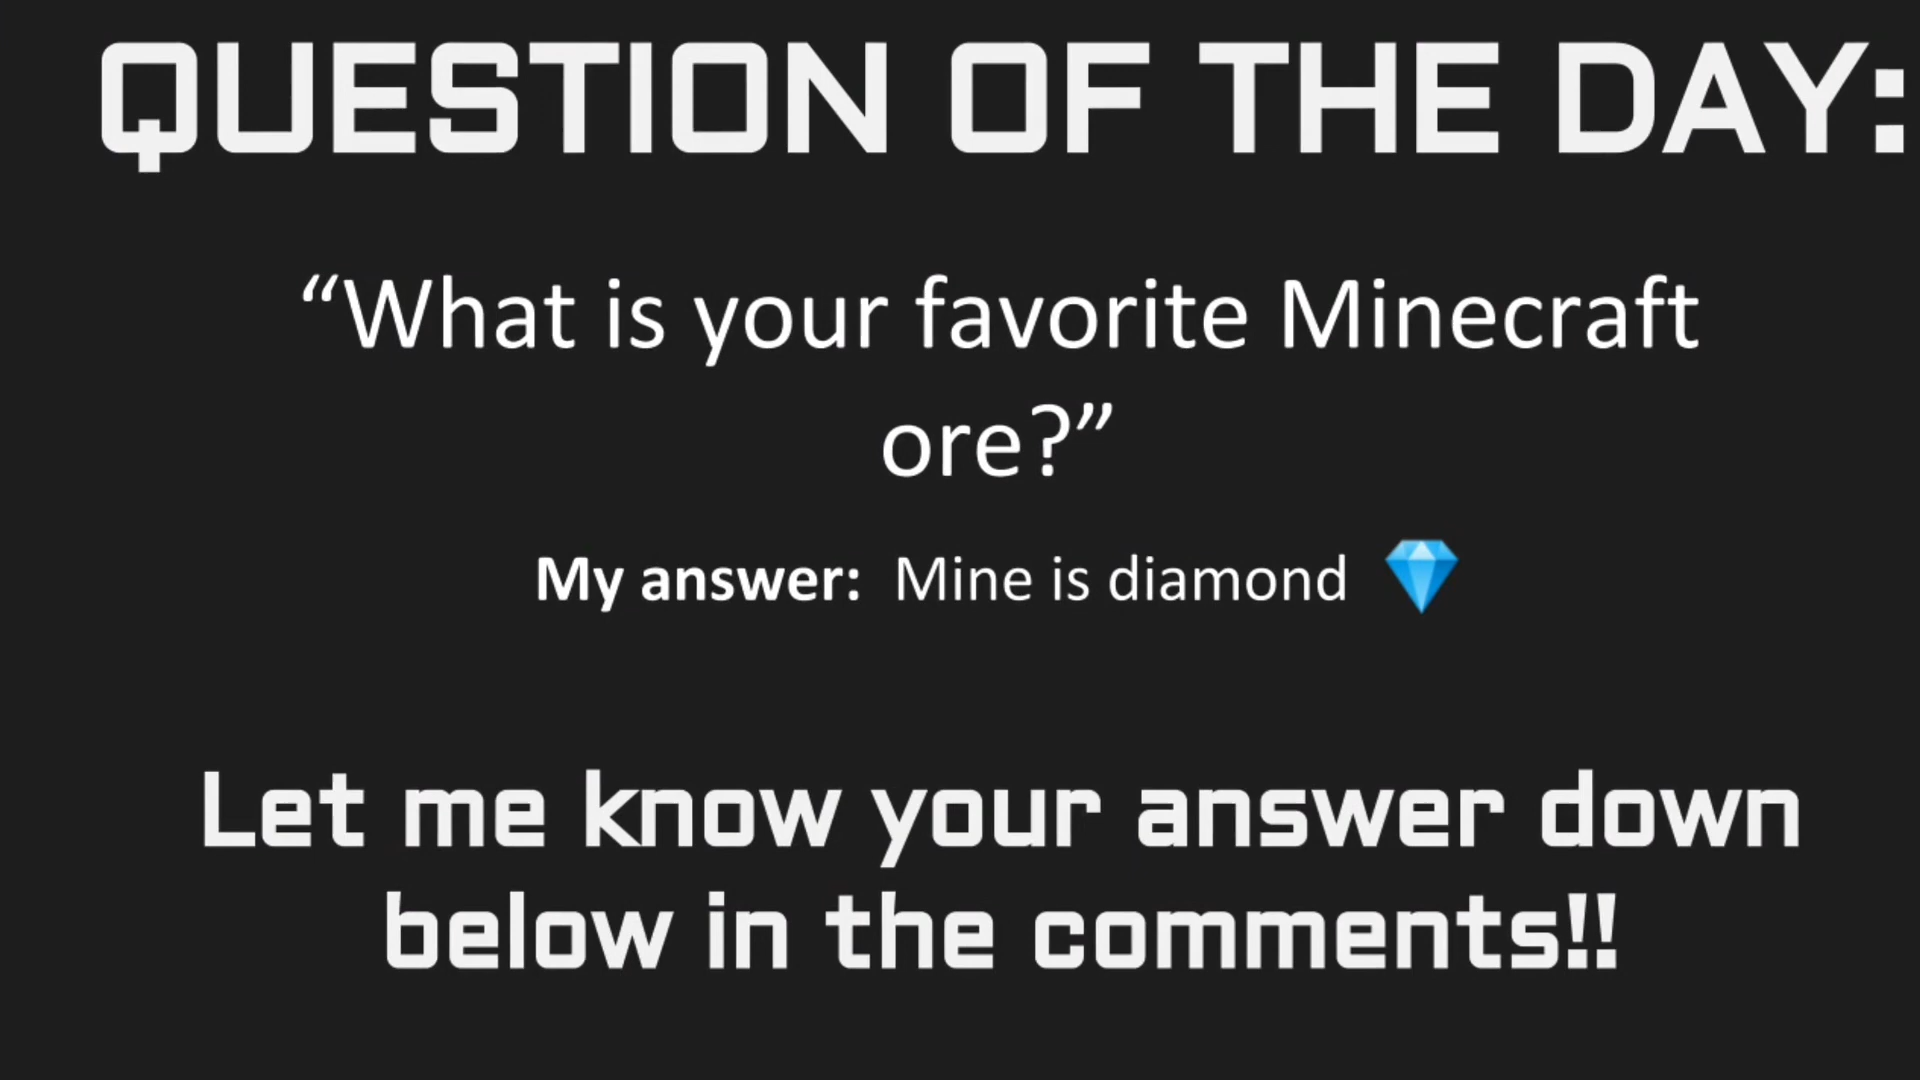 QUESTION OF THE DAY:
“What is your favorite Minecraft
ore?”
My answer: Mine is diamond 💎
Let me know your answer down
below in the comments!!